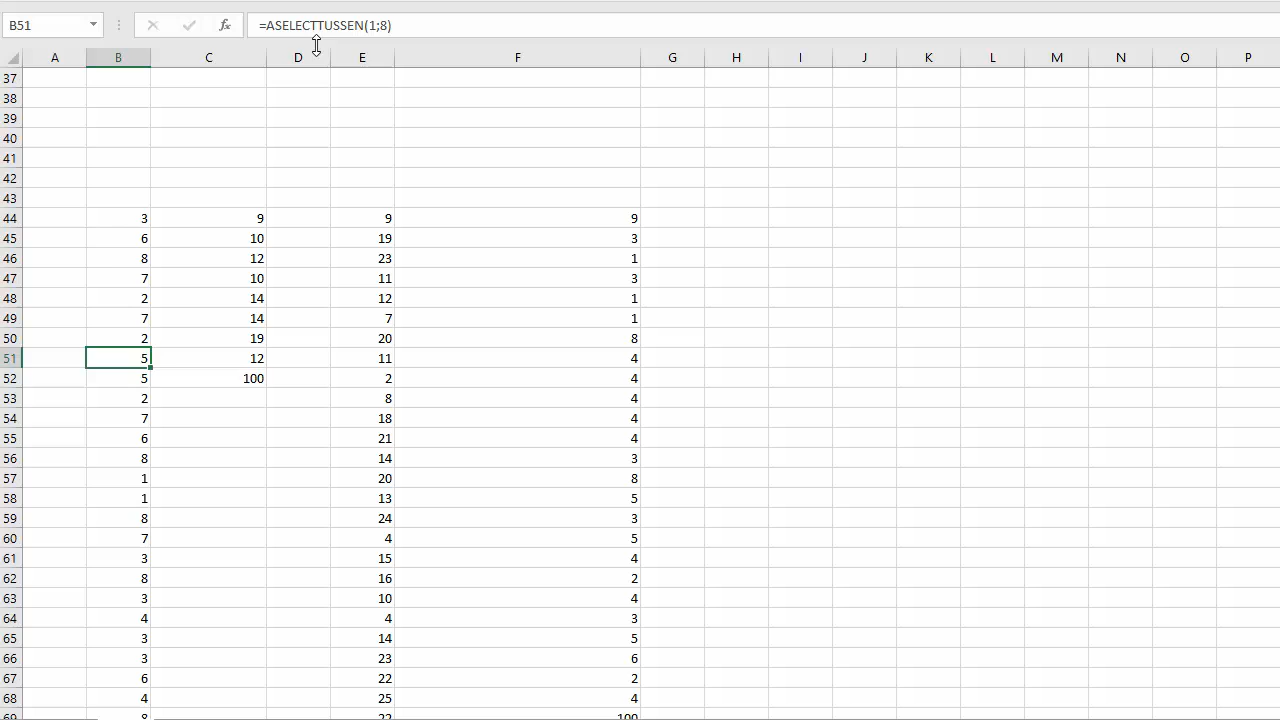 B51 fx =ASELECTTUSSEN(1;8)
A B C D E F G H I J K L M N O P
37
38
39
40
41
42
43
44 3 9 9 9
45 6 10 19 3
46 8 12 23 1
47 7 10 11 3
48 2 14 12 1
49 7 14 7 1
50 2 19 20 8
51 5 12 11 4
52 5 100 2 4
53 2 8 4
54 7 18 4
55 6 21 4
56 8 14 3
57 1 20 8
58 1 13 5
59 8 24 3
60 7 4 5
61 3 15 4
62 8 16 2
63 3 10 4
64 4 4 3
65 3 14 5
66 3 23 6
67 6 22 2
68 4 25 4
69 8 22 100